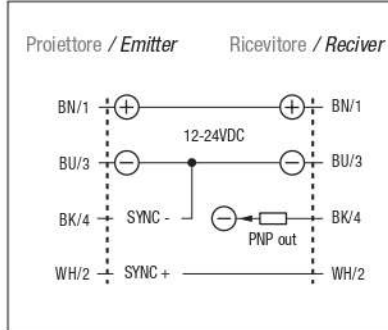 Proiettore / Emitter Ricevitore / Reciver
BN/1 + + BN/1
12-24VDC
BU/3 − − BU/3
BK/4 SYNC - − BK/4
PNP out
WH/2 SYNC + WH/2